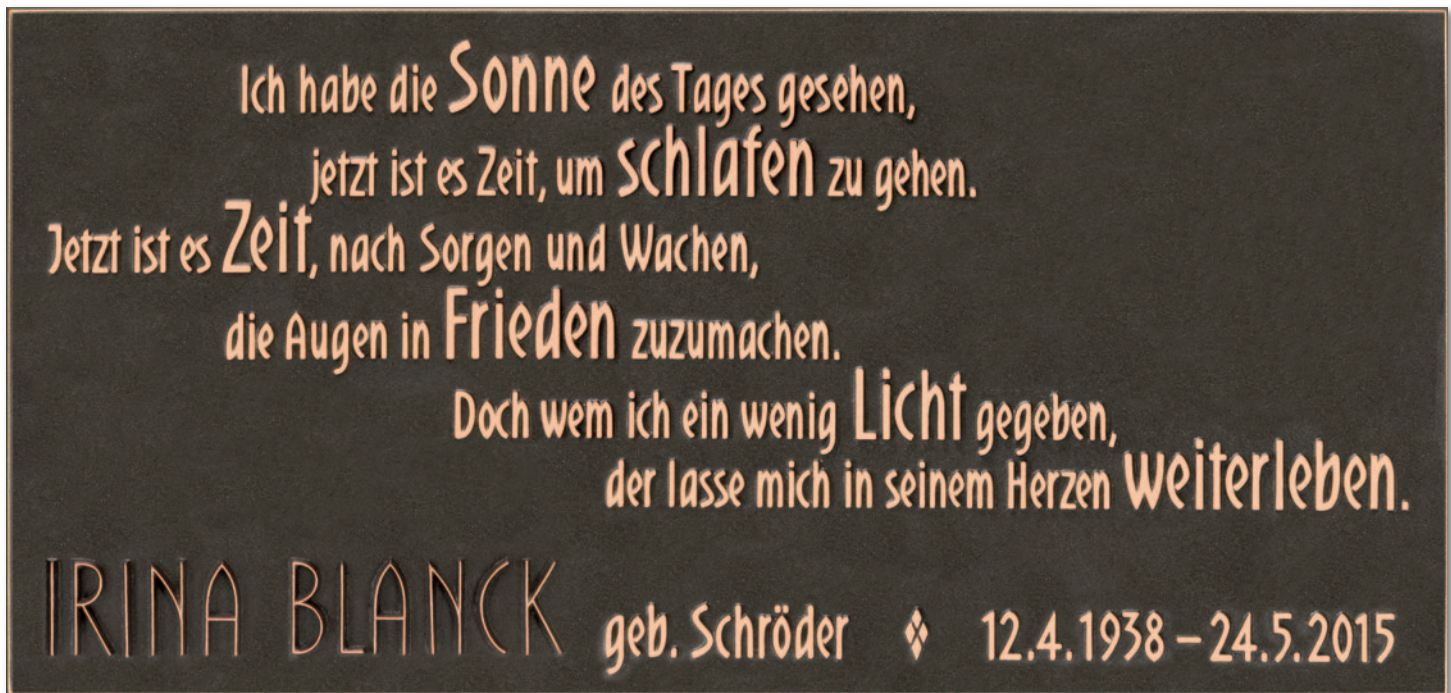 Ich habe die Sonne des Tages gesehen,
jetzt ist es Zeit, um schlafen zu gehen.
Jetzt ist es Zeit, nach Sorgen und Wachen,
die Augen in Frieden zuzumachen.
Doch wem ich ein wenig Licht gegeben,
der lasse mich in seinem Herzen weiterleben.
IRINA BLANCK geb. Schröder ❖ 12.4.1938 – 24.5.2015